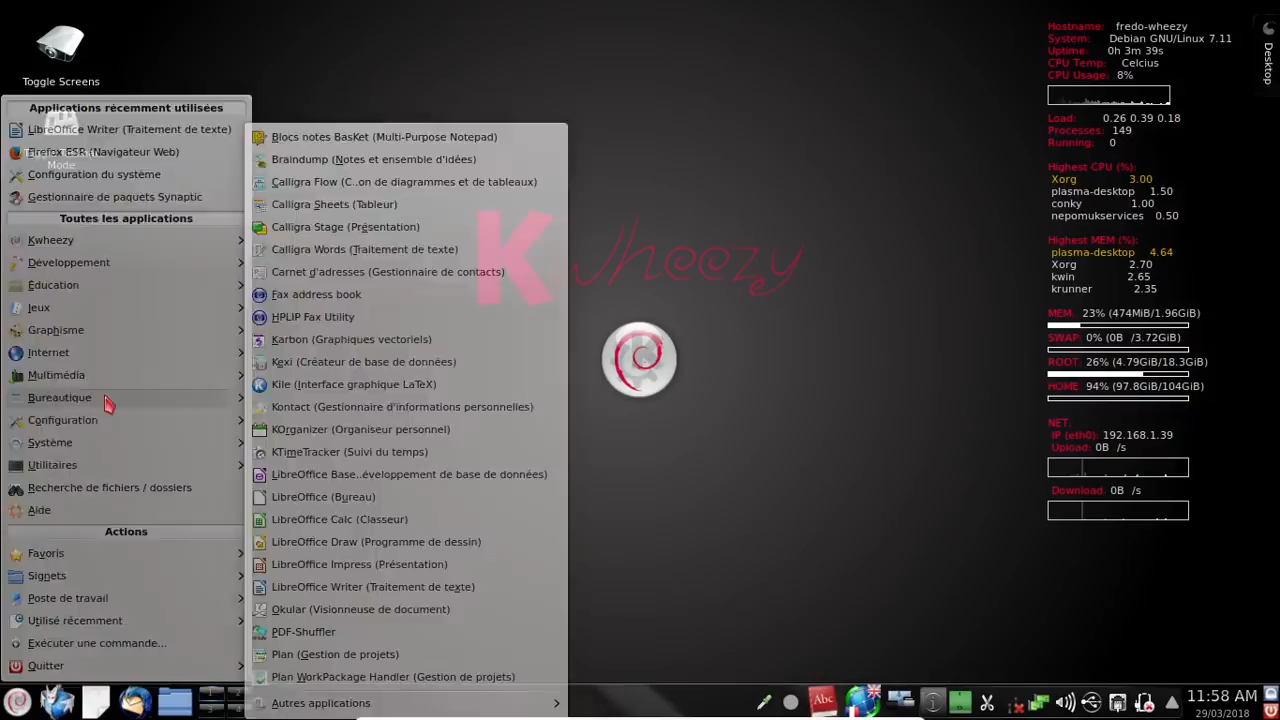 Toggle Screens
Applications récemment utilisées
LibreOffice Writer (Traitement de texte)
Firefox ESR (Navigateur Web)
Mode
Configuration du système
Gestionnaire de paquets Synaptic
Toutes les applications
Kwheezy
Développement
Éducation
Jeux
Graphisme
Internet
Multimédia
Bureautique
Configuration
Système
Utilitaires
Recherche de fichiers / dossiers
Aide
Actions
Favoris
Signets
Poste de travail
Utilisé récemment
Exécuter une commande...
Quitter
Blocs notes BasKet (Multi-Purpose Notepad)
Braindump (Notes et ensemble d'idées)
Calligra Flow (C..on de diagrammes et de tableaux)
Calligra Sheets (Tableur)
Calligra Stage (Présentation)
Calligra Words (Traitement de texte)
Carnet d'adresses (Gestionnaire de contacts)
Fax address book
HPLIP Fax Utility
Karbon (Graphiques vectoriels)
Kexi (Créateur de base de données)
Kile (Interface graphique LaTeX)
Kontact (Gestionnaire d'informations personnelles)
KOrganizer (Organiseur personnel)
KTimeTracker (Suivi du temps)
LibreOffice Base..éveloppement de base de données)
LibreOffice (Bureau)
LibreOffice Calc (Classeur)
LibreOffice Draw (Programme de dessin)
LibreOffice Impress (Présentation)
LibreOffice Writer (Traitement de texte)
Okular (Visionneuse de document)
PDF-Shuffler
Plan (Gestion de projets)
Plan WorkPackage Handler (Gestion de projets)
Autres applications
K wheezy
Hostname: fredo-wheezy
System: Debian GNU/Linux 7.11
Uptime: 0h 3m 39s
CPU Temp: Celcius
CPU Usage: 8%
Load: 0.26 0.39 0.18
Processes: 149
Running: 0
Highest CPU (%):
Xorg 3.00
plasma-desktop 1.50
conky 1.00
nepomukservices 0.50
Highest MEM (%):
plasma-desktop 4.64
Xorg 2.70
kwin 2.65
krunner 2.35
MEM: 23% (474MiB/1.96GiB)
SWAP: 0% (0B /3.72GiB)
ROOT: 26% (4.79GiB/18.3GiB)
HOME: 94% (97.8GiB/104GiB)
NET:
IP (eth0): 192.168.1.39
Upload: 0B /s
Download: 0B /s
Desktop
1 2
3 4
Abc
11:58 AM
29/03/2018